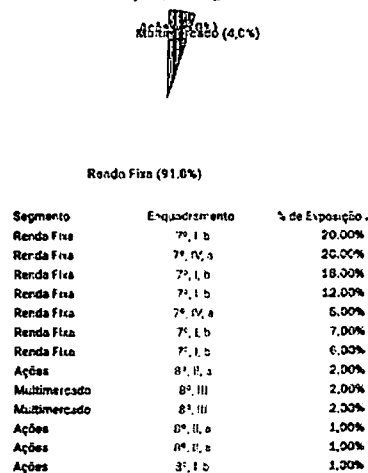 Multimercado (4,0%)
Renda Fixa (91,0%)
Segmento Enquadramento % de Exposição
Renda Fixa 7º, I, b 20,00%
Renda Fixa 7º, IV, a 20,00%
Renda Fixa 7º, I, b 18,00%
Renda Fixa 7º, I, b 12,00%
Renda Fixa 7º, IV, a
Renda Fixa 7º, I, b 7,00%
Renda Fixa 7º, I, b 6,00%
Ações 8º, II, a 2,00%
Multimercado 8º, III 2,00%
Multimercado 8º, III 2,00%
Ações 8º, II, a 1,00%
Ações 8º, II, a 1,00%
Ações 1,00%